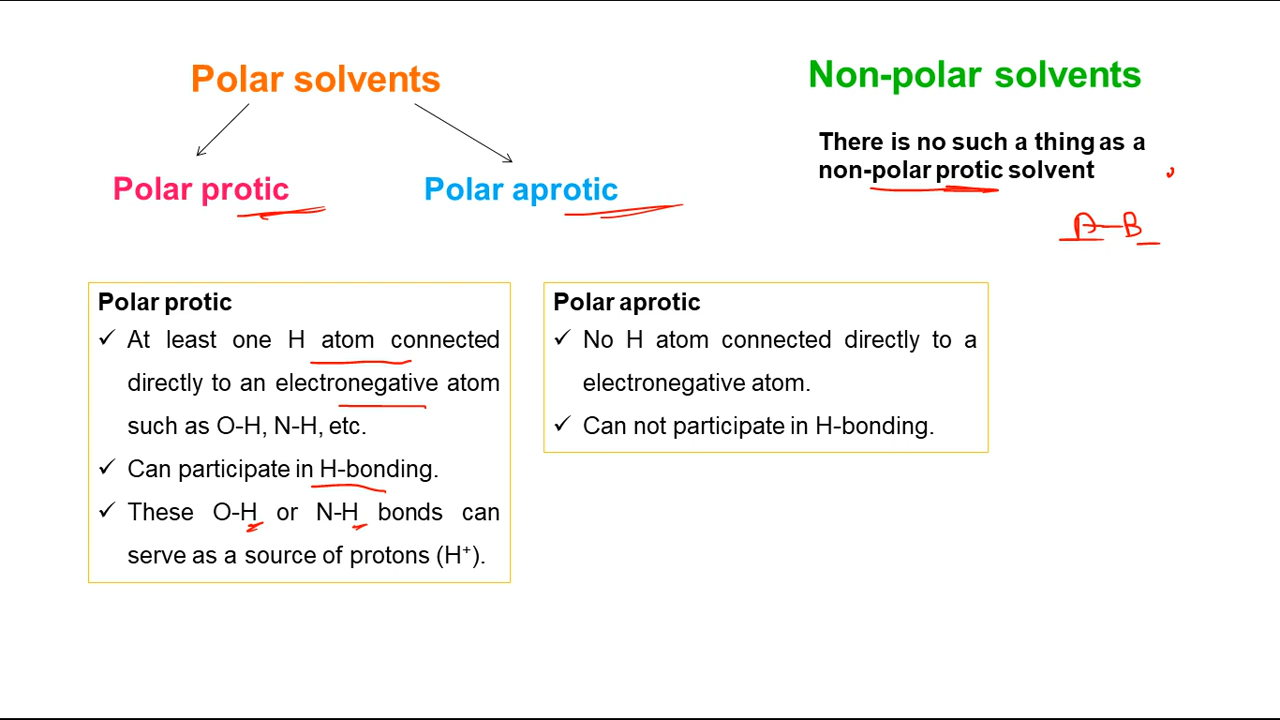 Polar solvents
Non-polar solvents
There is no such a thing as a
non-polar protic solvent
Polar protic
Polar aprotic
A-B
Polar protic
✓ At least one H atom connected
directly to an electronegative atom
such as O-H, N-H, etc.
✓ Can participate in H-bonding.
✓ These O-H or N-H bonds can
serve as a source of protons (H⁺).
Polar aprotic
✓ No H atom connected directly to a
electronegative atom.
✓ Can not participate in H-bonding.